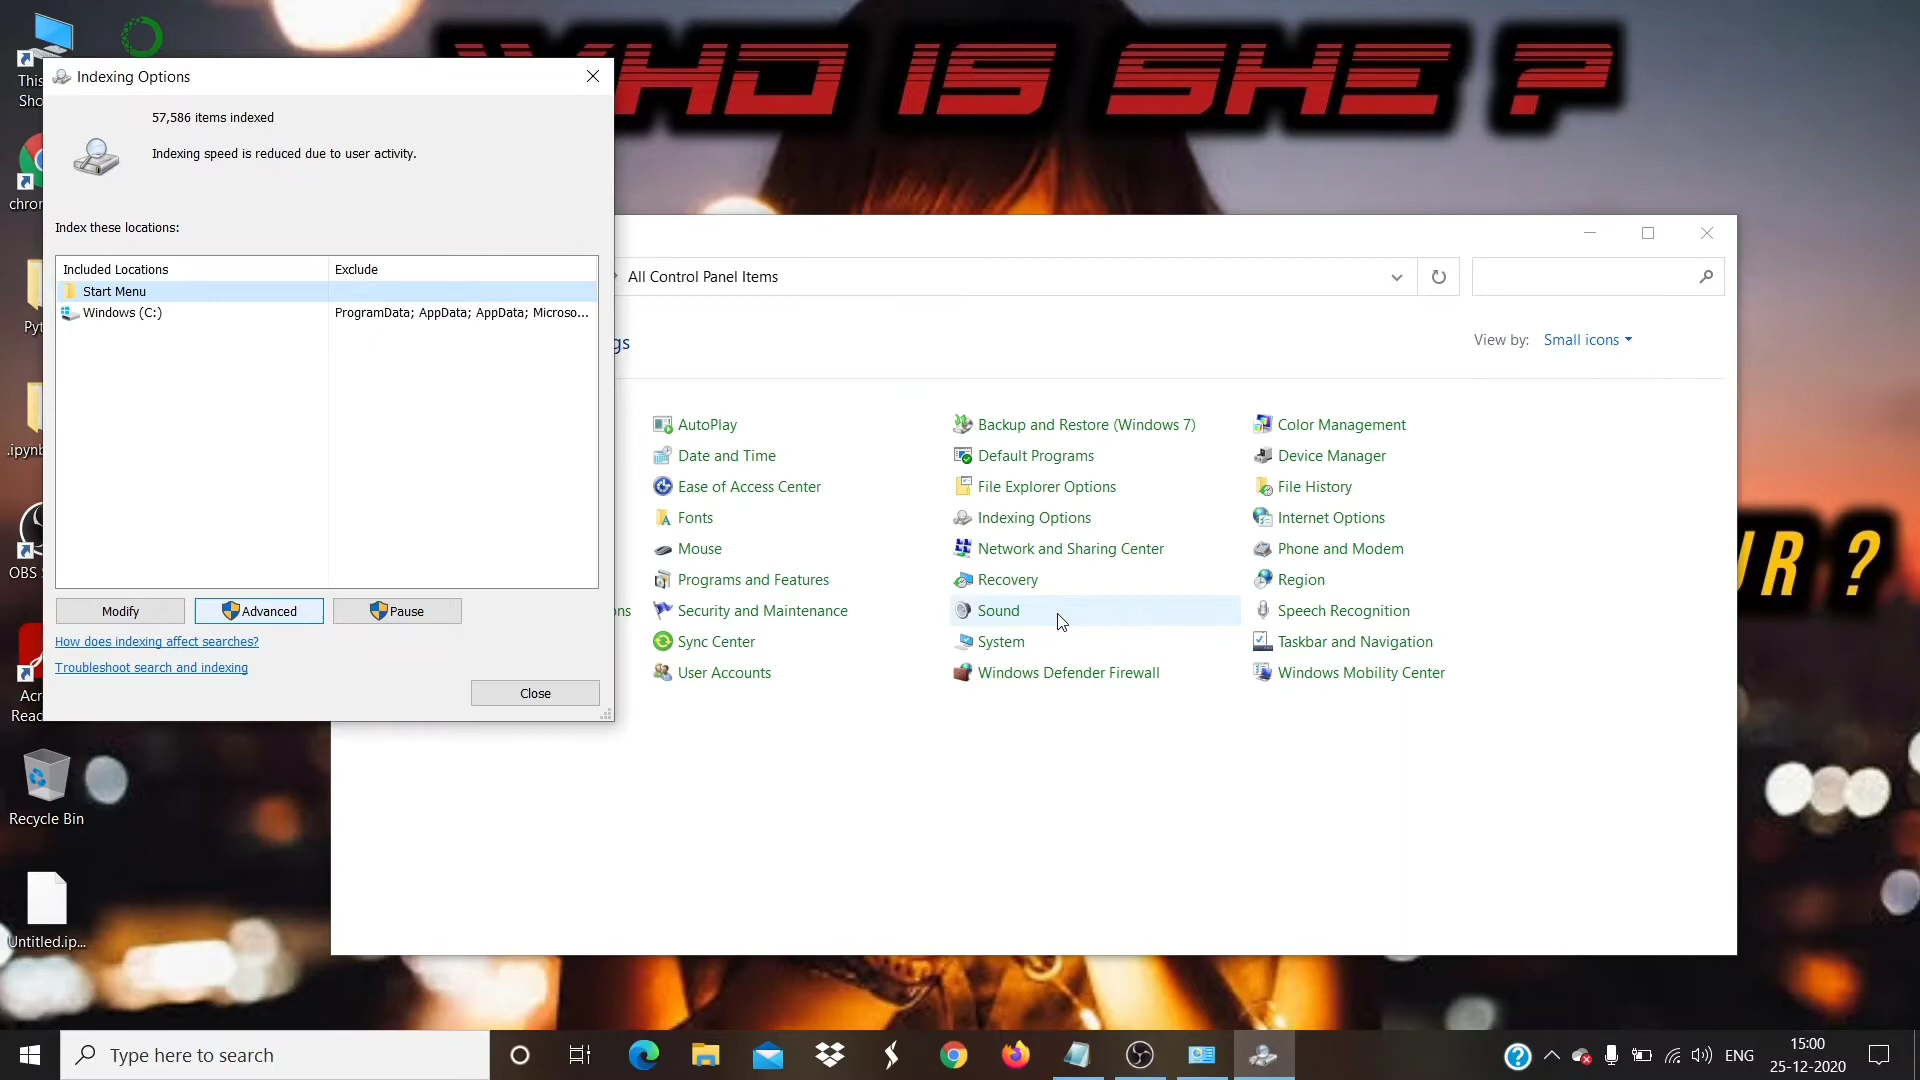 WHO IS SHE ?
UR ?
This
Sho
chron
Pyt
.ipynb
OBS S
Acr
Read
Recycle Bin
Untitled.ip...
Indexing Options
57,586 items indexed
Indexing speed is reduced due to user activity.
Index these locations:
Included Locations Exclude
Start Menu
Windows (C:) ProgramData; AppData; AppData; Microso...
Modify Advanced Pause
How does indexing affect searches?
Troubleshoot search and indexing
Close
All Control Panel Items
gs
View by: Small icons
AutoPlay Backup and Restore (Windows 7) Color Management
Date and Time Default Programs Device Manager
Ease of Access Center File Explorer Options File History
Fonts Indexing Options Internet Options
Mouse Network and Sharing Center Phone and Modem
Programs and Features Recovery Region
ons Security and Maintenance Sound Speech Recognition
Sync Center System Taskbar and Navigation
User Accounts Windows Defender Firewall Windows Mobility Center
Type here to search
ENG
15:00
25-12-2020